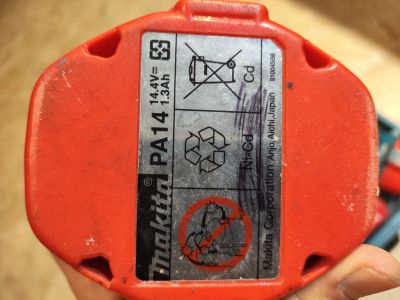 makita® PA14 14.4V⎓ 1.3Ah
Cd
Ni-Cd
Makita Corporation Anjo, Aichi, Japan